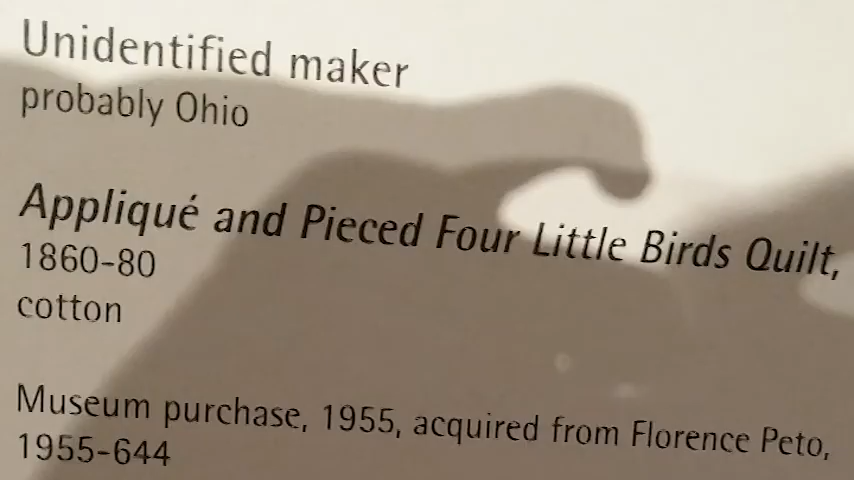 Unidentified maker
probably Ohio
Appliqué and Pieced Four Little Birds Quilt,
1860-80
cotton
Museum purchase, 1955, acquired from Florence Peto,
1955-644